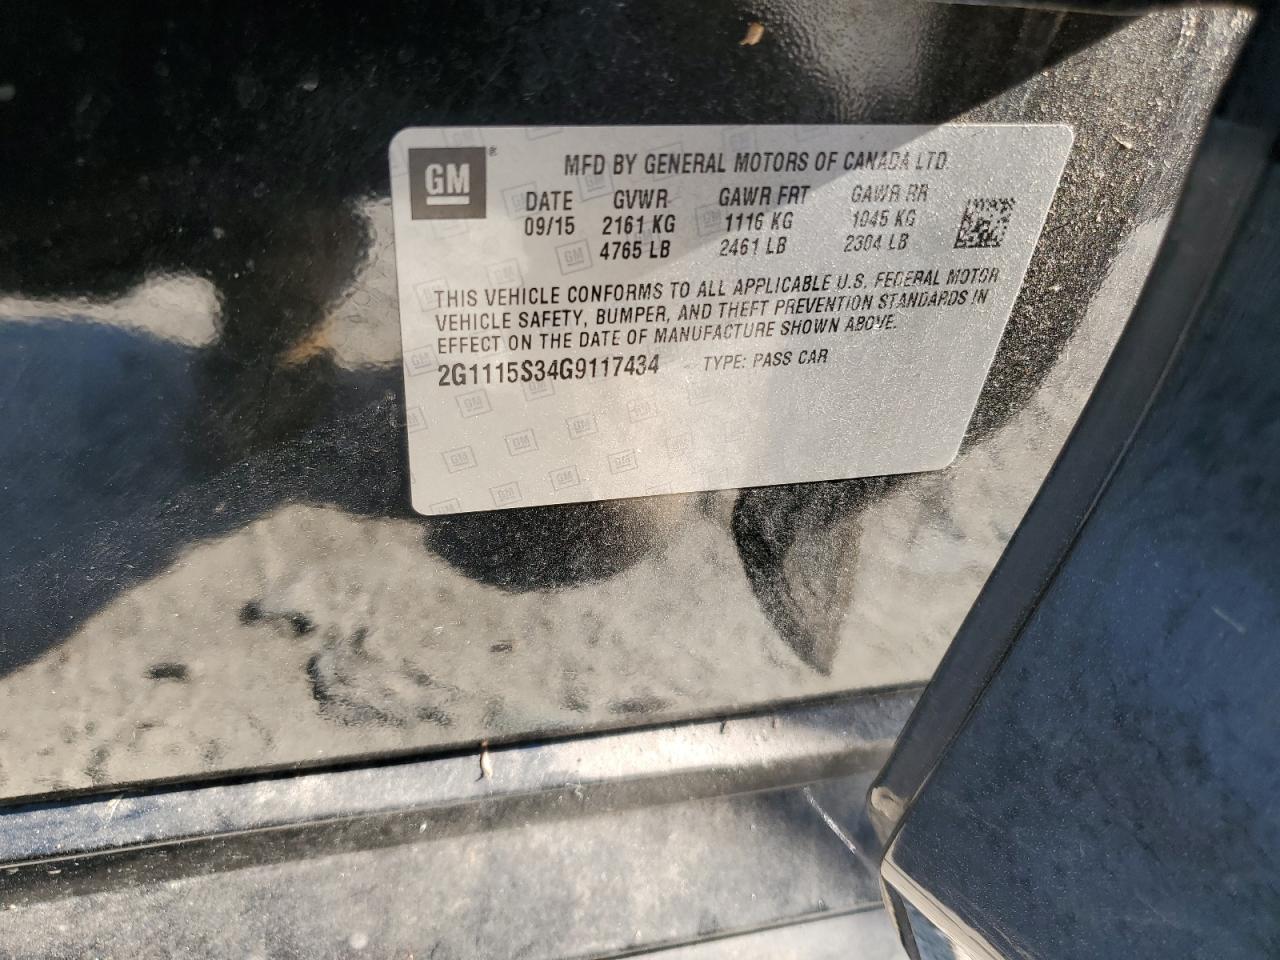 GM®
MFD BY GENERAL MOTORS OF CANADA LTD.
DATE GVWR GAWR FRT GAWR RR
09/15 2161 KG 1116 KG 1045 KG
4765 LB 2461 LB 2304 LB
THIS VEHICLE CONFORMS TO ALL APPLICABLE U.S. FEDERAL MOTOR
VEHICLE SAFETY, BUMPER, AND THEFT PREVENTION STANDARDS IN
EFFECT ON THE DATE OF MANUFACTURE SHOWN ABOVE.
2G1115S34G9117434 TYPE: PASS CAR